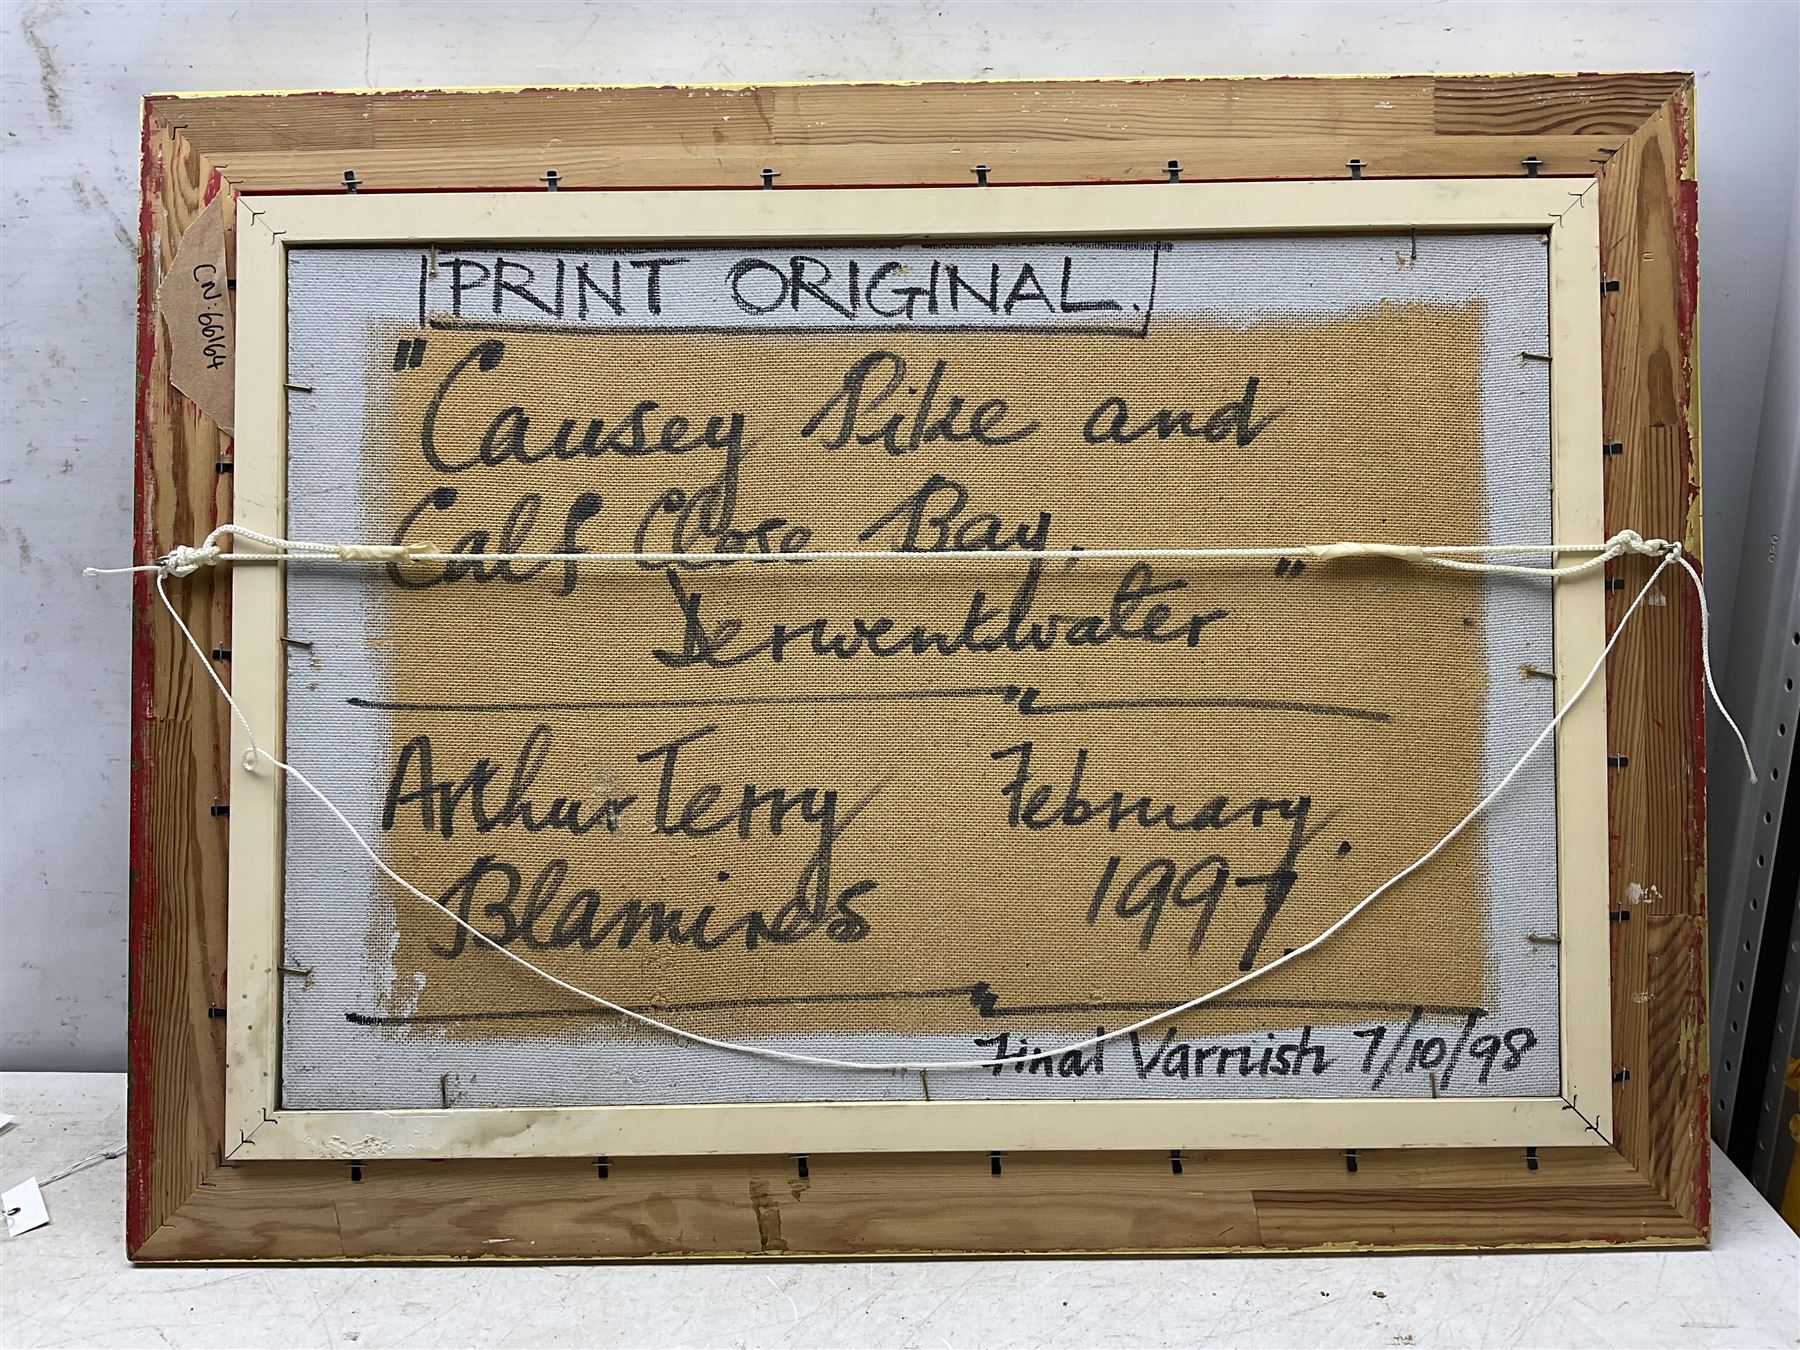 PRINT ORIGINAL.
"Causey Pike and
Calf Close Bay,
Derwentwater"
Arthur Terry February.
Blamires 1997.
Final Varnish 7/10/98
CN.66164